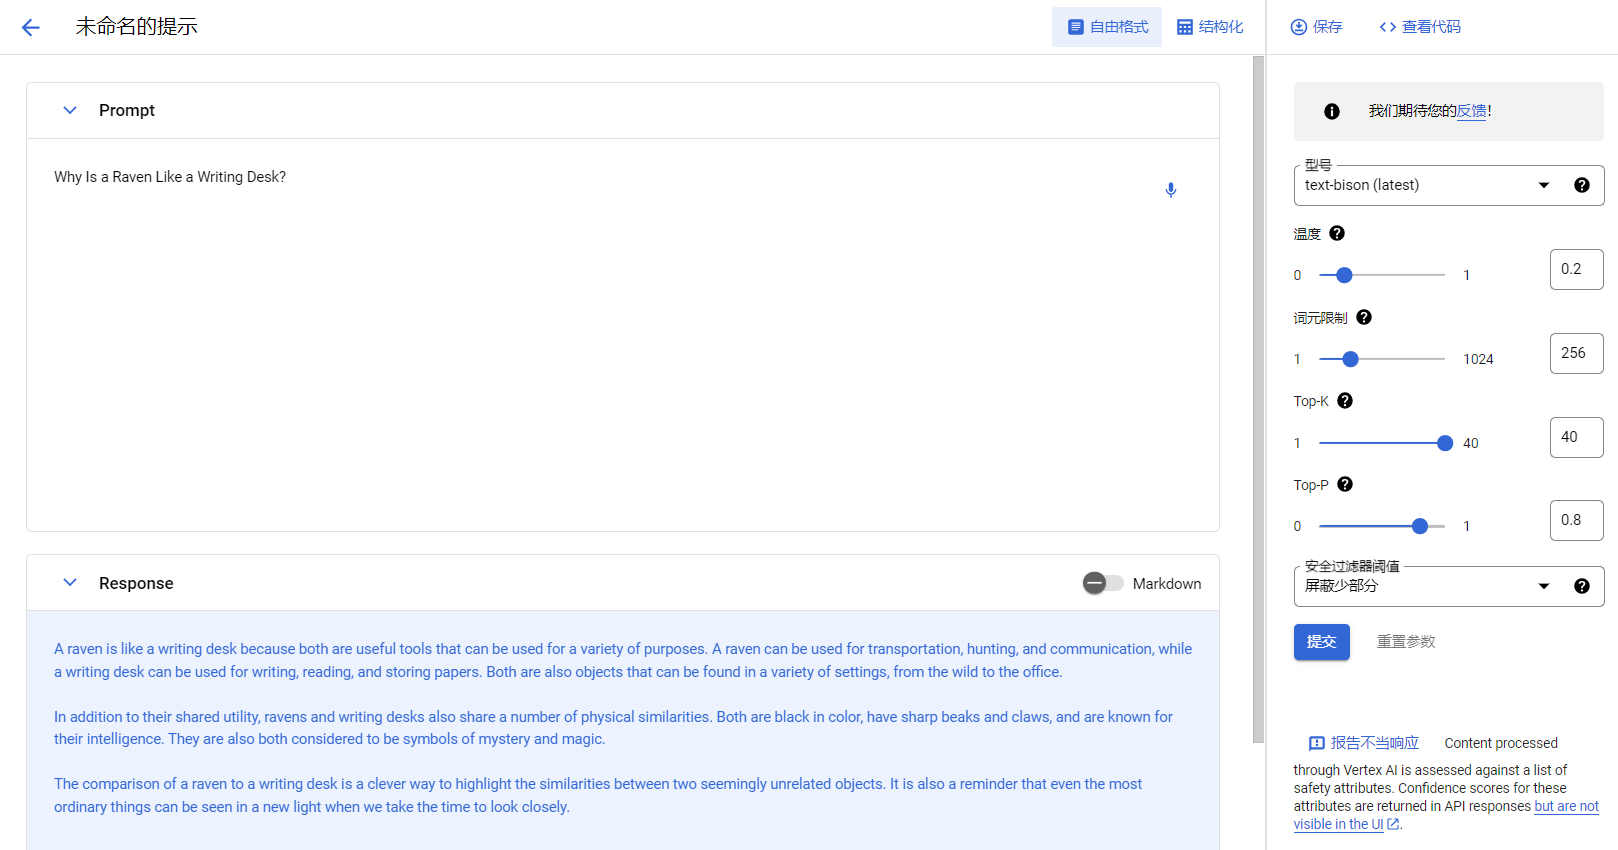 未命名的提示
自由格式
结构化
保存
查看代码
Prompt
Why Is a Raven Like a Writing Desk?
Response
Markdown
A raven is like a writing desk because both are useful tools that can be used for a variety of purposes. A raven can be used for transportation, hunting, and communication, while
a writing desk can be used for writing, reading, and storing papers. Both are also objects that can be found in a variety of settings, from the wild to the office.
In addition to their shared utility, ravens and writing desks also share a number of physical similarities. Both are black in color, have sharp beaks and claws, and are known for
their intelligence. They are also both considered to be symbols of mystery and magic.
The comparison of a raven to a writing desk is a clever way to highlight the similarities between two seemingly unrelated objects. It is also a reminder that even the most
ordinary things can be seen in a new light when we take the time to look closely.
我们期待您的反馈!
型号
text-bison (latest)
温度
0 1 0.2
词元限制
1 1024 256
Top-K
1 40 40
Top-P
0 1 0.8
安全过滤器阈值
屏蔽少部分
提交
重置参数
报告不当响应 Content processed
through Vertex AI is assessed against a list of
safety attributes. Confidence scores for these
attributes are returned in API responses but are not
visible in the UI.